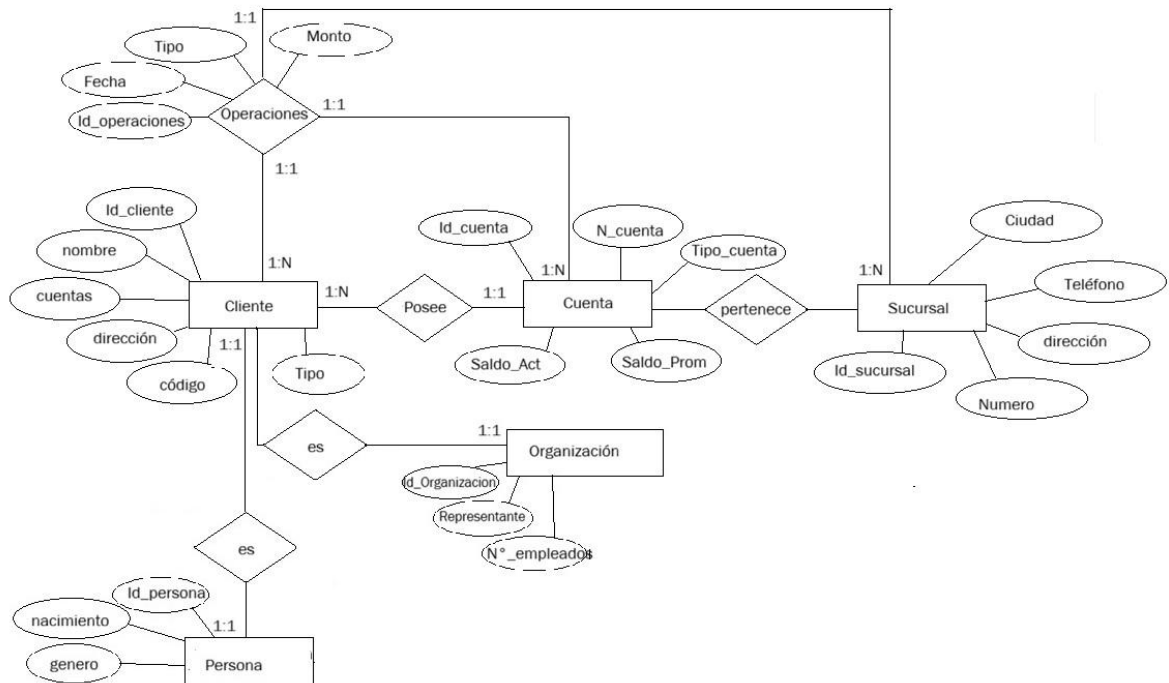 1:1
Tipo
Monto
Fecha
Id_operaciones
Operaciones
1:1
1:1
Id_cliente
nombre
cuentas
dirección
código
Tipo
1:N
Cliente
1:N
Posee
1:1
Id_cuenta
N_cuenta
Tipo_cuenta
1:N
Cuenta
Saldo_Act
Saldo_Prom
pertenece
1:N
Sucursal
Ciudad
Teléfono
dirección
Id_sucursal
Numero
1:1
es
1:1
Organización
Id_Organizacion
Representante
N°_empleados
es
Id_persona
nacimiento
1:1
genero
Persona